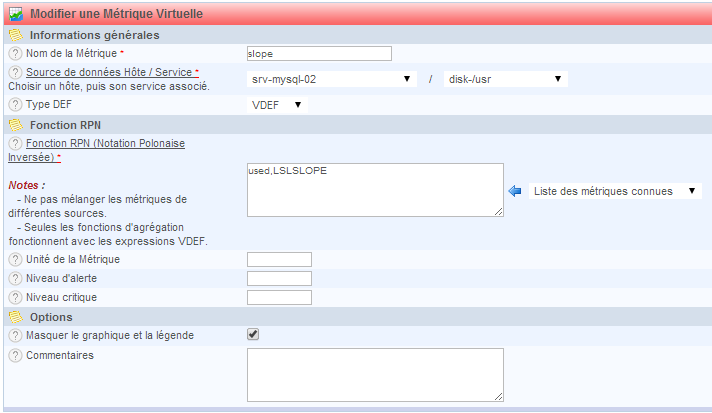 Modifier une Métrique Virtuelle
Informations générales
Nom de la Métrique * slope
Source de données Hôte / Service * srv-mysql-02 / disk-/usr
Choisir un hôte, puis son service associé.
Type DEF VDEF
Fonction RPN
Fonction RPN (Notation Polonaise
Inversée) *
used,LSLSLOPE
Liste des métriques connues
Notes :
- Ne pas mélanger les métriques de
différentes sources.
- Seules les fonctions d'agrégation
fonctionnent avec les expressions VDEF.
Unité de la Métrique
Niveau d'alerte
Niveau critique
Options
Masquer le graphique et la légende
Commentaires